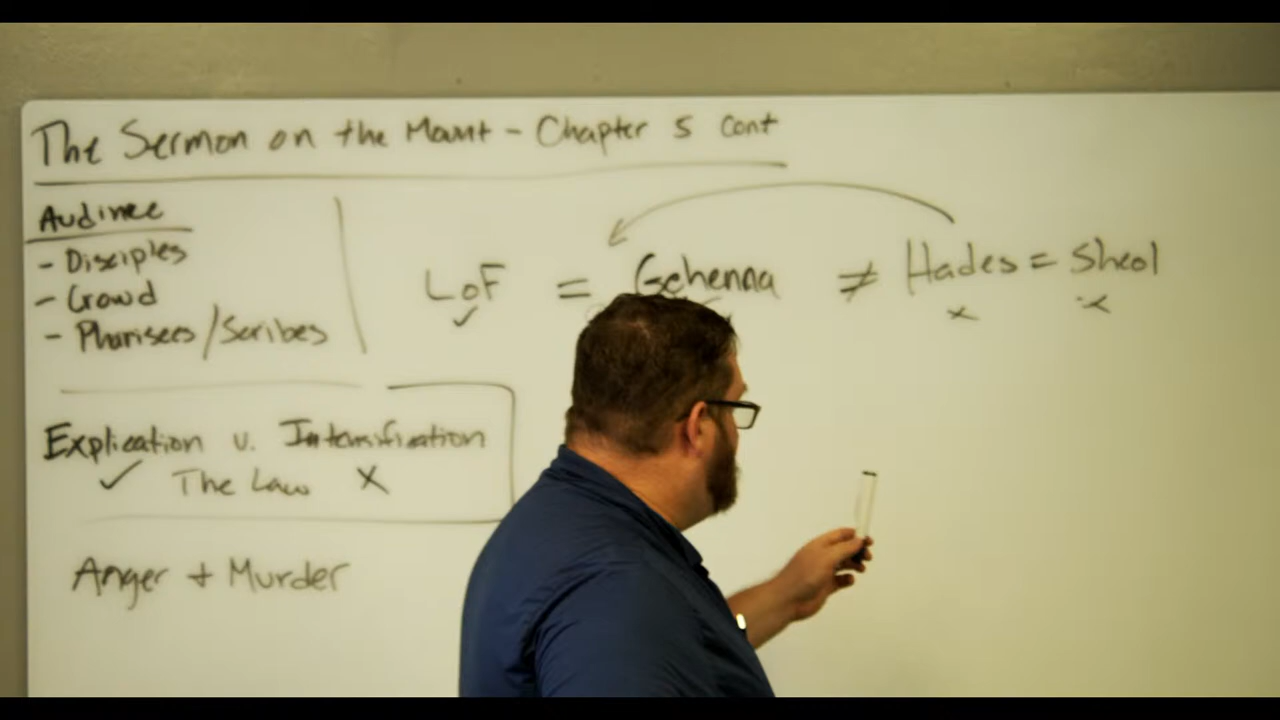 The Sermon on the Mount - Chapter 5 Cont
Audinee
- Disciples
- Crowd
- Pharisees/Scribes
LoF = Gehenna ≠ Hades = Sheol
✓ x x
Explication v. Intensification
✓ The Law X
Anger + Murder